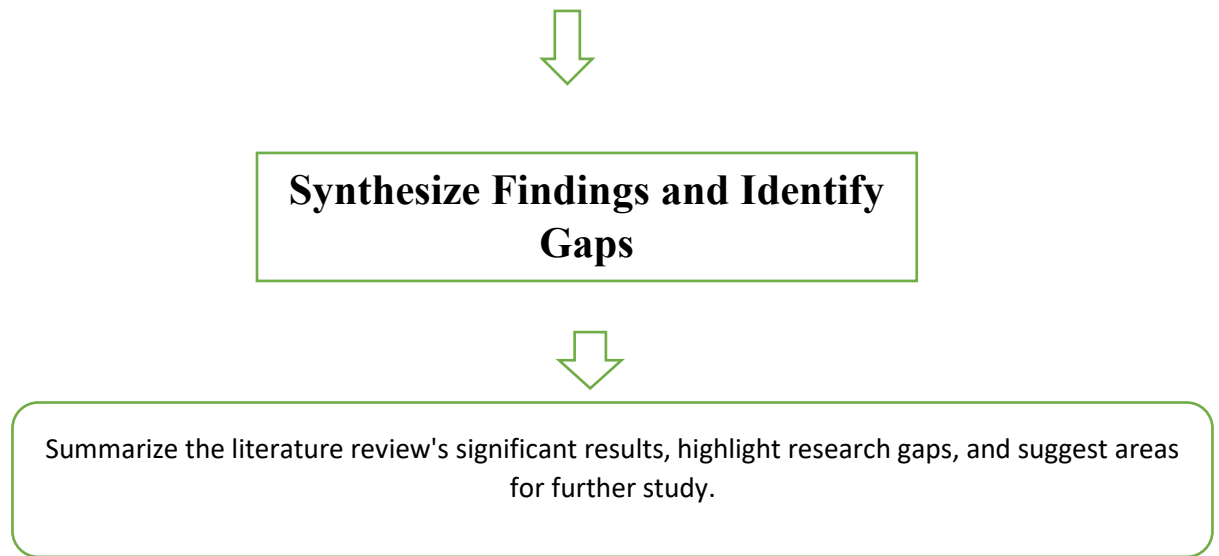 Synthesize Findings and Identify
Gaps
Summarize the literature review's significant results, highlight research gaps, and suggest areas
for further study.